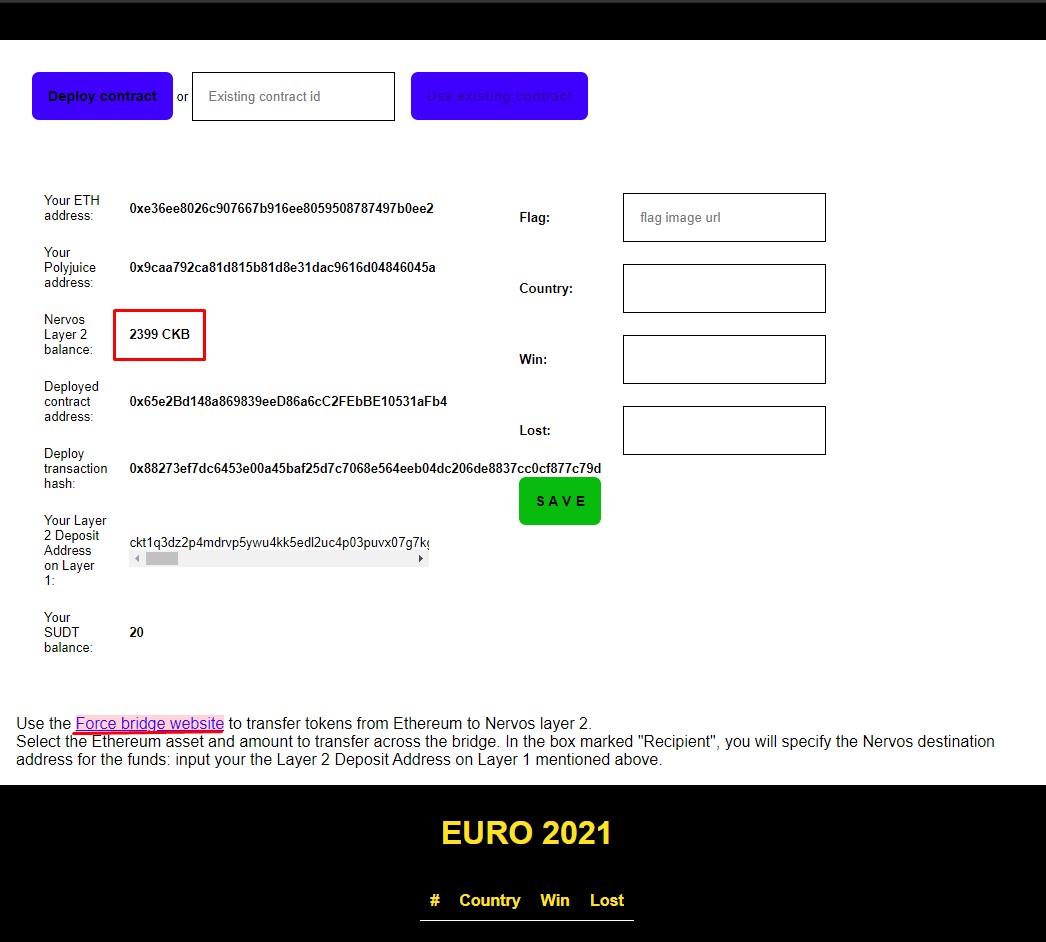 Deploy contract or Existing contract id Use existing contract
Your ETH
address:
0xe36ee8026c907667b916ee8059508787497b0ee2
Your
Polyjuice
address:
0x9caa792ca81d815b81d8e31dac9616d04846045a
Nervos
Layer 2
balance:
2399 CKB
Deployed
contract
address:
0x65e2Bd148a869839eeD86a6cC2FEbBE10531aFb4
Deploy
transaction
hash:
0x88273ef7dc6453e00a45baf25d7c7068e564eeb04dc206de8837cc0cf877c79d
Your Layer
2 Deposit
Address
on Layer
1:
ckt1q3dz2p4mdrvp5ywu4kk5edl2uc4p03puvx07g7kg
Your
SUDT
balance:
20
Flag: flag image url
Country:
Win:
Lost:
S A V E
Use the Force bridge website to transfer tokens from Ethereum to Nervos layer 2.
Select the Ethereum asset and amount to transfer across the bridge. In the box marked "Recipient", you will specify the Nervos destination
address for the funds: input your the Layer 2 Deposit Address on Layer 1 mentioned above.
EURO 2021
# Country Win Lost